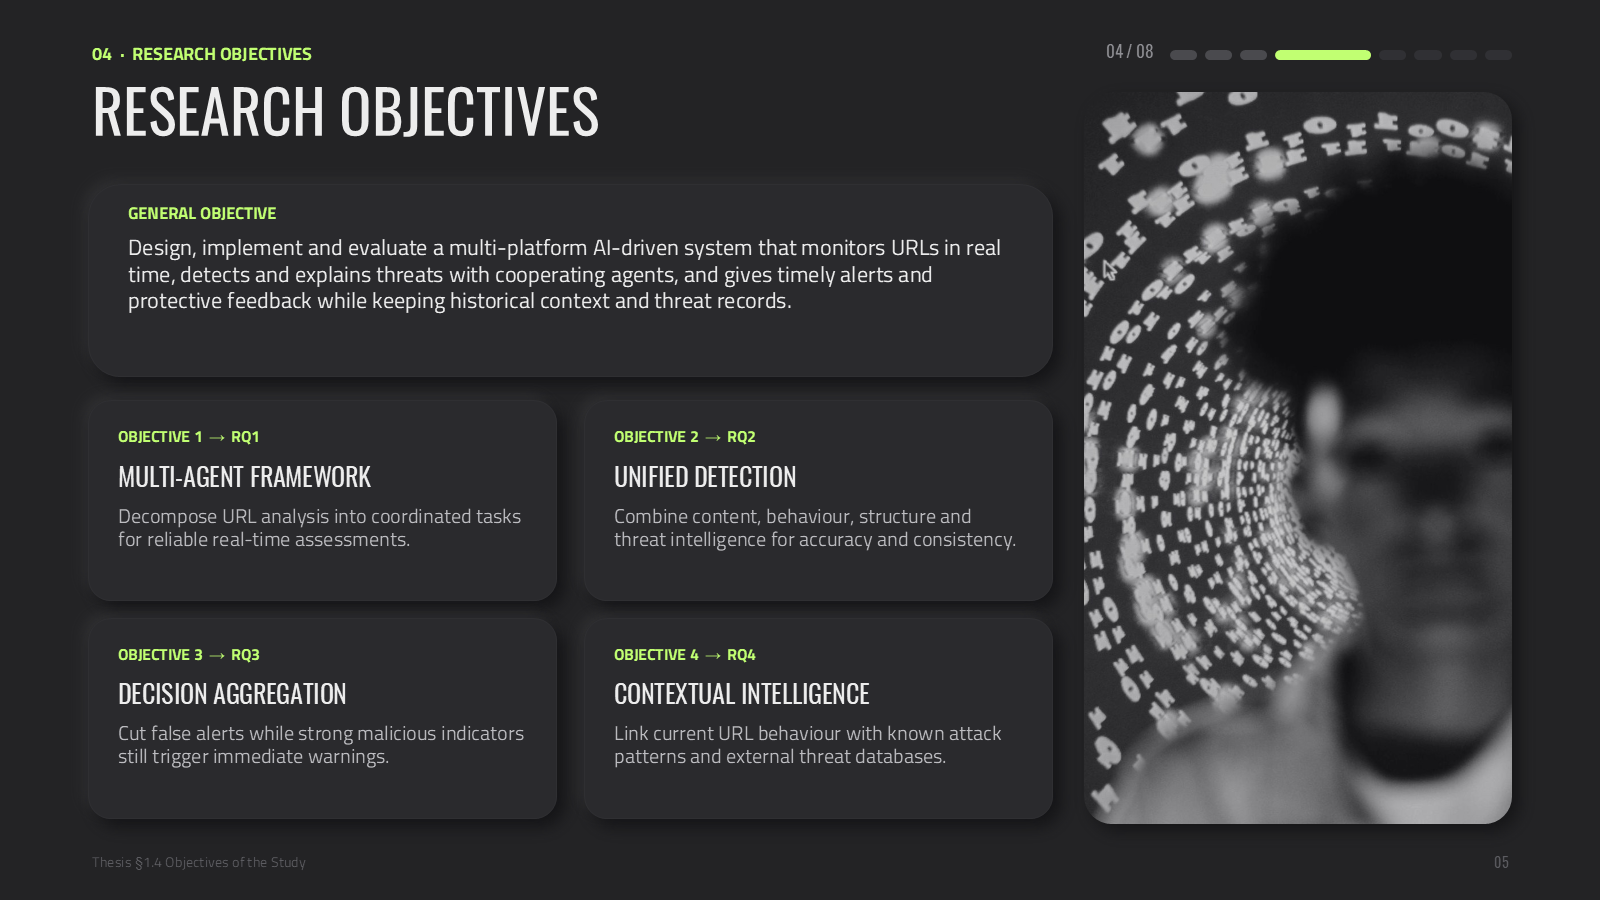 04 · RESEARCH OBJECTIVES
04 / 08
RESEARCH OBJECTIVES
GENERAL OBJECTIVE
Design, implement and evaluate a multi-platform AI-driven system that monitors URLs in real
time, detects and explains threats with cooperating agents, and gives timely alerts and
protective feedback while keeping historical context and threat records.
OBJECTIVE 1 → RQ1
MULTI-AGENT FRAMEWORK
Decompose URL analysis into coordinated tasks
for reliable real-time assessments.
OBJECTIVE 2 → RQ2
UNIFIED DETECTION
Combine content, behaviour, structure and
threat intelligence for accuracy and consistency.
OBJECTIVE 3 → RQ3
DECISION AGGREGATION
Cut false alerts while strong malicious indicators
still trigger immediate warnings.
OBJECTIVE 4 → RQ4
CONTEXTUAL INTELLIGENCE
Link current URL behaviour with known attack
patterns and external threat databases.
Thesis §1.4 Objectives of the Study
05